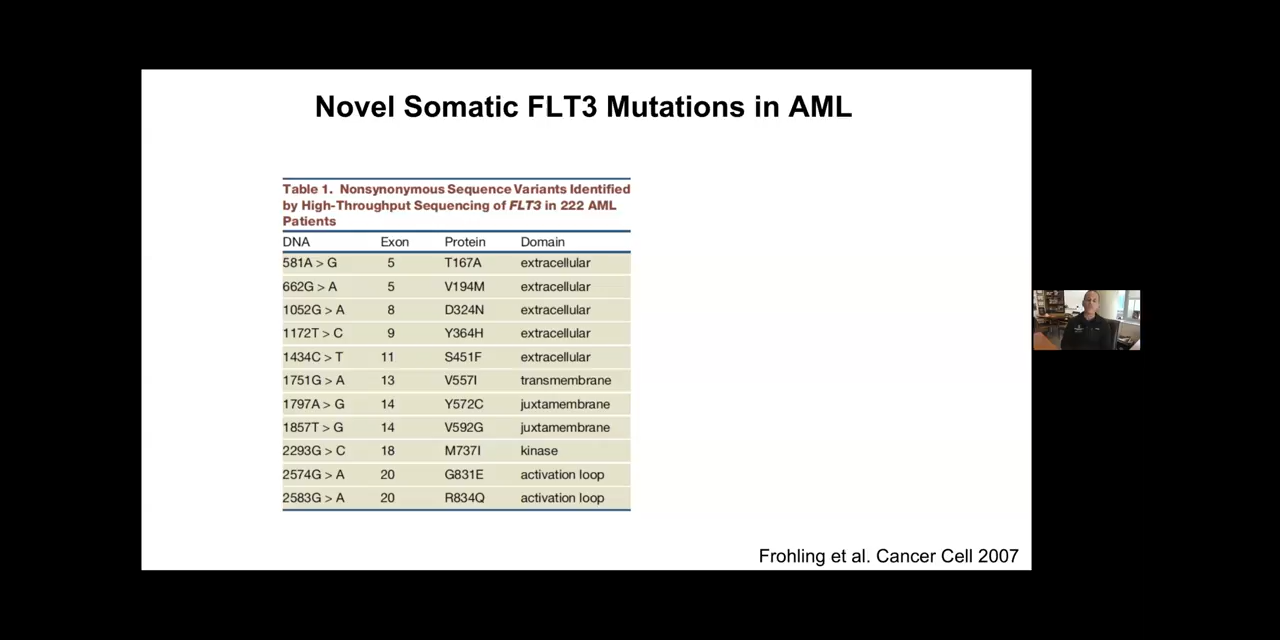 Novel Somatic FLT3 Mutations in AML
Table 1. Nonsynonymous Sequence Variants Identified
by High-Throughput Sequencing of FLT3 in 222 AML
Patients
DNA Exon Protein Domain
581A > G 5 T167A extracellular
662G > A 5 V194M extracellular
1052G > A 8 D324N extracellular
1172T > C 9 Y364H extracellular
1434C > T 11 S451F extracellular
1751G > A 13 V557I transmembrane
1797A > G 14 Y572C juxtamembrane
1857T > G 14 V592G juxtamembrane
2293G > C 18 M737I kinase
2574G > A 20 G831E activation loop
2583G > A 20 R834Q activation loop
Frohling et al. Cancer Cell 2007